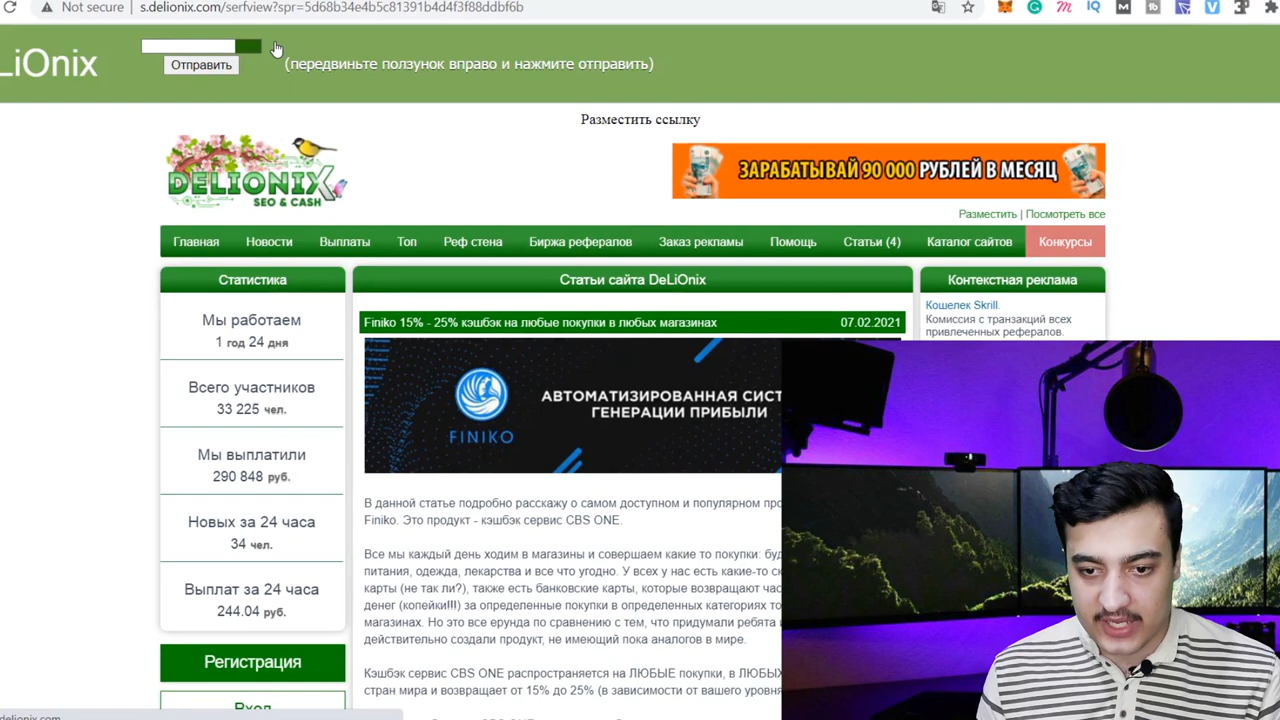 Not secure s.delionix.com/serfview?spr=5d68b34e4b5c81391b4d4f3f88ddbf6b
LiOnix
Отправить
(передвиньте ползунок вправо и нажмите отправить)
Разместить ссылку
DELIONIX
SEO & CASH
ЗАРАБАТЫВАЙ 90 000 РУБЛЕЙ В МЕСЯЦ
Разместить | Посмотреть все
Главная Новости Выплаты Топ Реф стена Биржа рефералов Заказ рекламы Помощь Статьи (4) Каталог сайтов Конкурсы
Статистика
Мы работаем
1 год 24 дня
Всего участников
33 225 чел.
Мы выплатили
290 848 руб.
Новых за 24 часа
34 чел.
Выплат за 24 часа
244.04 руб.
Регистрация
Вход
Статьи сайта DeLiOnix
Finiko 15% - 25% кэшбэк на любые покупки в любых магазинах 07.02.2021
FINIKO
АВТОМАТИЗИРОВАННАЯ СИСТ
ГЕНЕРАЦИИ ПРИБЫЛИ
В данной статье подробно расскажу о самом доступном и популярном про
Finiko. Это продукт - кэшбэк сервис CBS ONE.
Все мы каждый день ходим в магазины и совершаем какие то покупки: буд
питания, одежда, лекарства и все что угодно. У всех у нас есть какие-то ск
карты (не так ли?), также есть банковские карты, которые возвращают час
денег (копейки!!!) за определенные покупки в определенных категориях то
магазинах. Но это все ерунда по сравнению с тем, что придумали ребята и
действительно создали продукт, не имеющий пока аналогов в мире.
Кэшбэк сервис CBS ONE распространяется на ЛЮБЫЕ покупки, в ЛЮБЫХ
стран мира и возвращает от 15% до 25% (в зависимости от вашего уровня
Контекстная реклама
Кошелек Skrill.
Комиссия с транзакций всех
привлеченных рефералов.
delionix.com